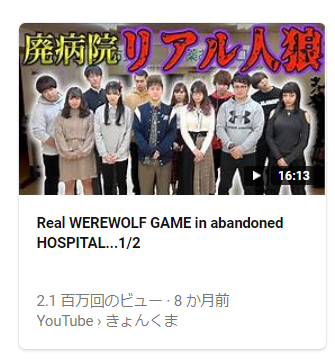 廃病院リアル人狼
16:13
Real WEREWOLF GAME in abandoned
HOSPITAL...1/2
2.1 百万回のビュー · 8 か月前
YouTube › きょんくま